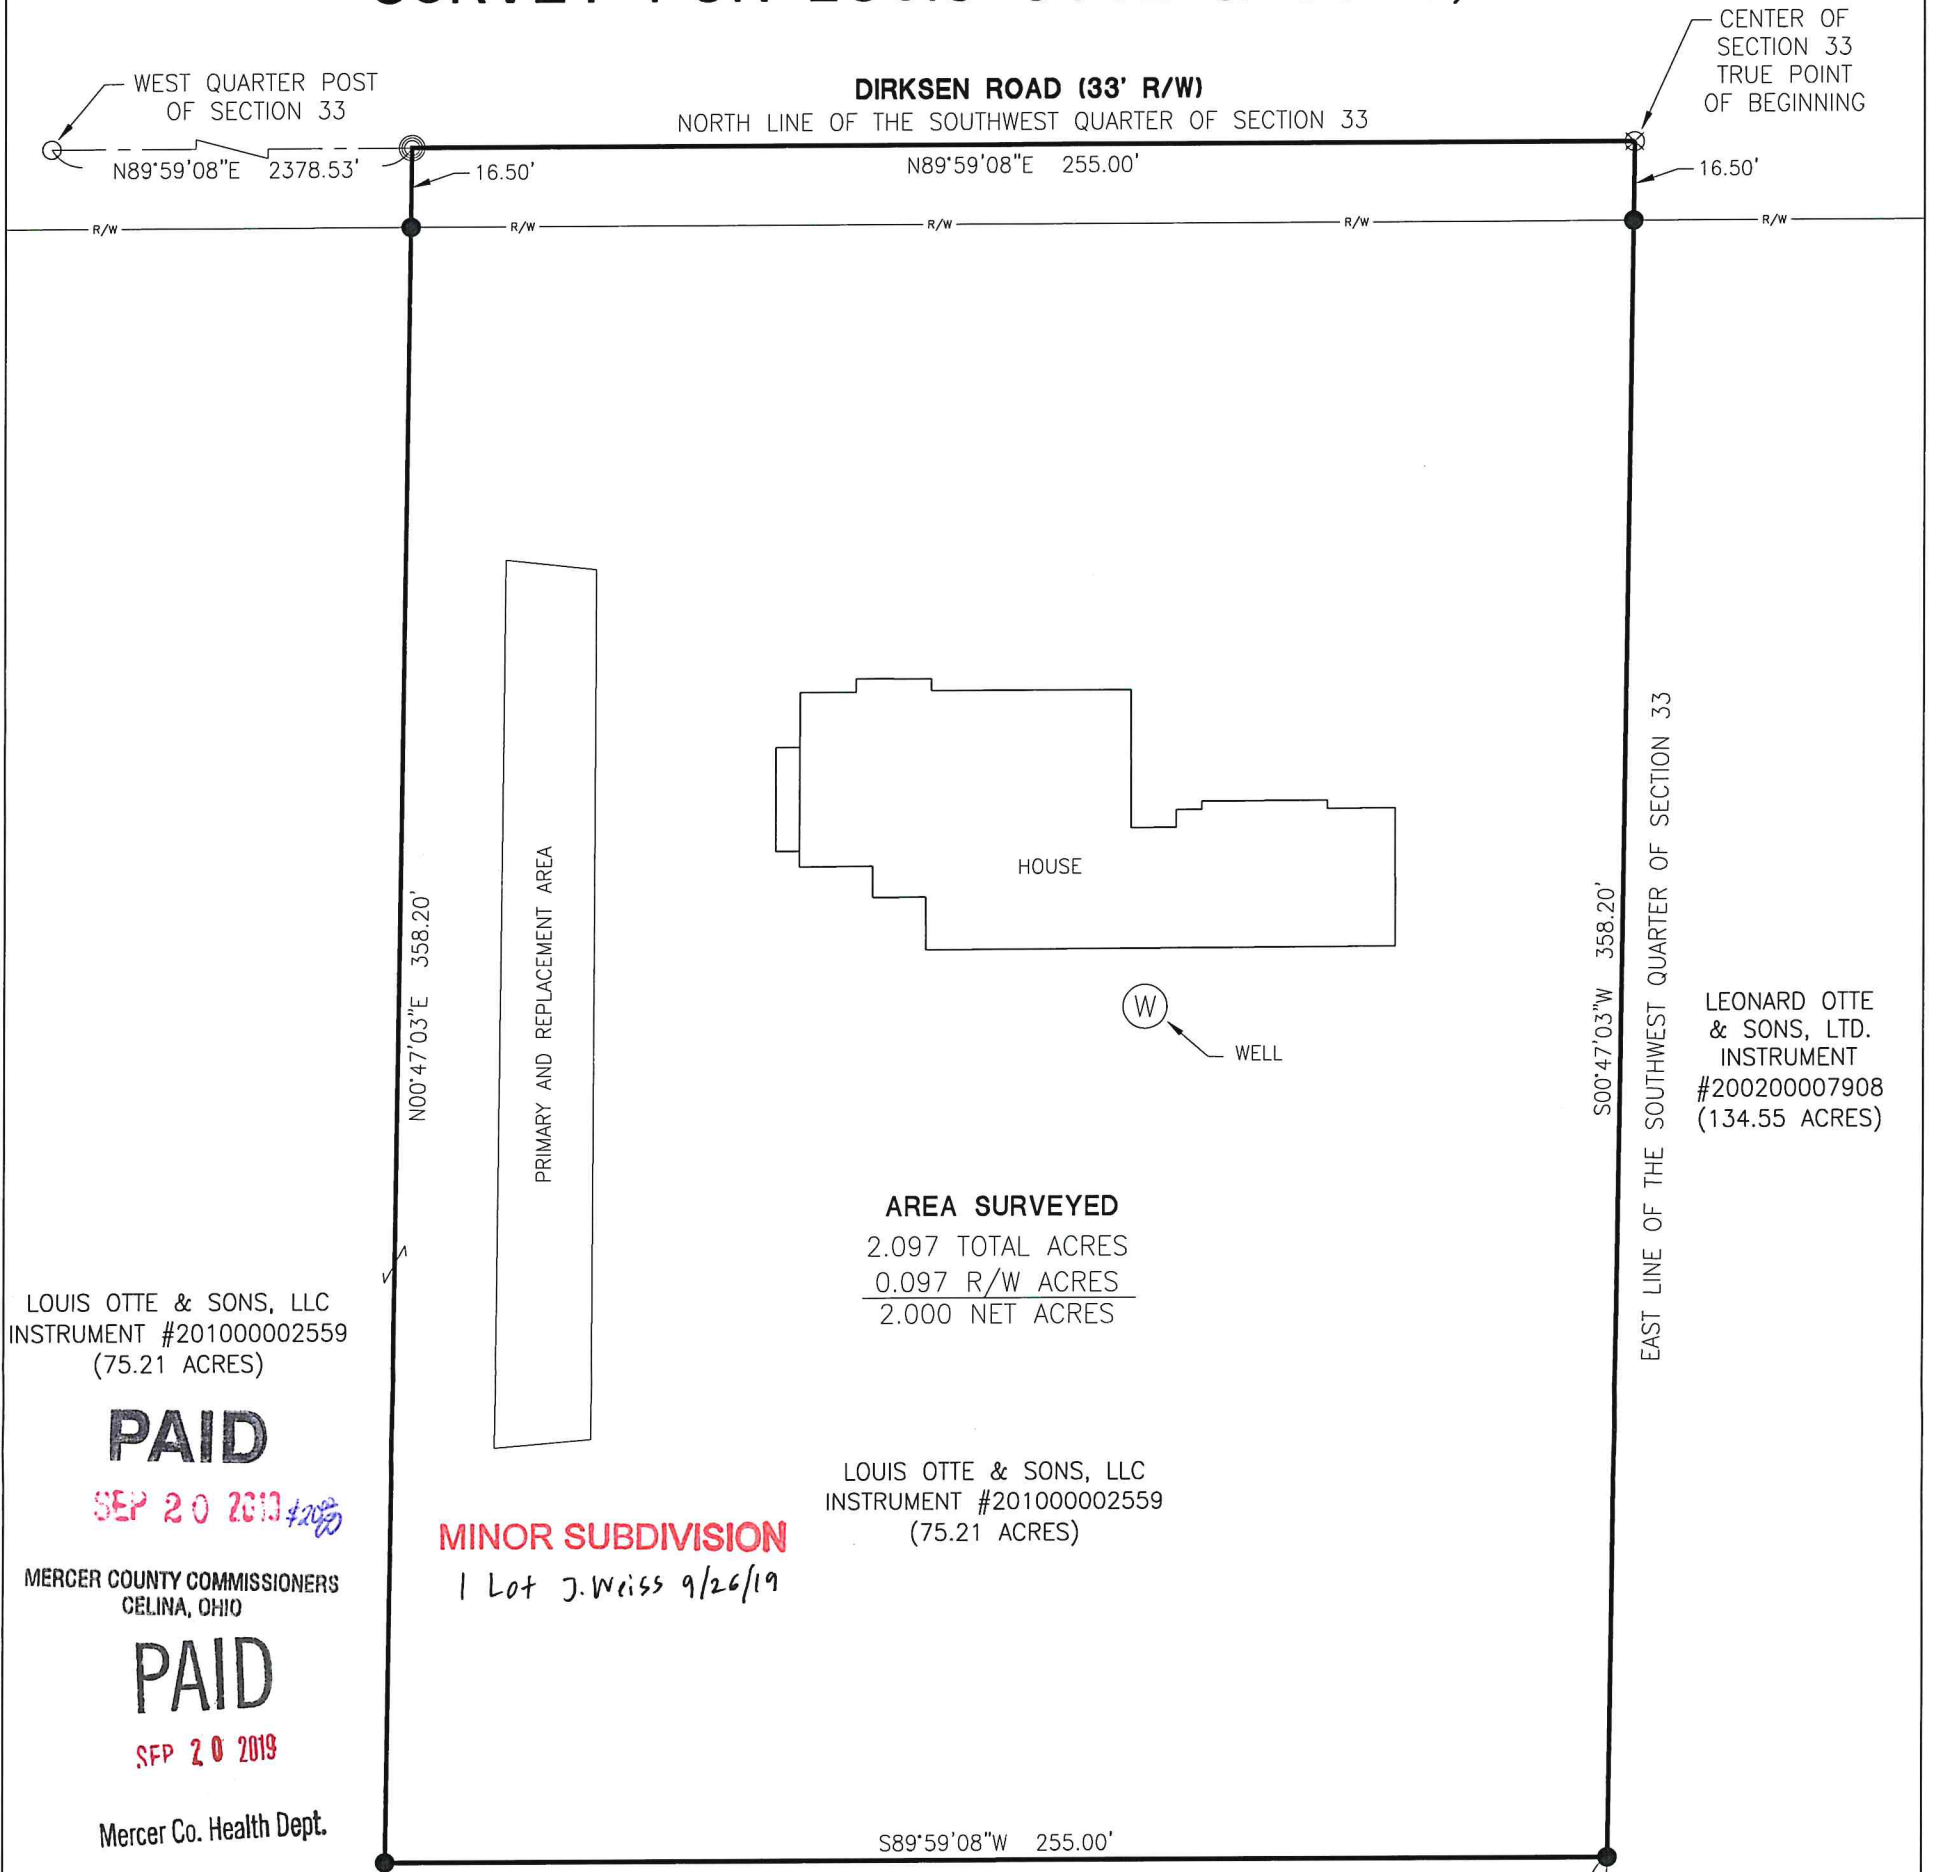 CENTER OF
SECTION 33
TRUE POINT
OF BEGINNING
WEST QUARTER POST
OF SECTION 33
DIRKSEN ROAD (33' R/W)
NORTH LINE OF THE SOUTHWEST QUARTER OF SECTION 33
N89°59'08"E 2378.53'
16.50'
N89°59'08"E 255.00'
16.50'
R/W
R/W
R/W
R/W
R/W
HOUSE
WELL
W
PRIMARY AND REPLACEMENT AREA
N00°47'03"E 358.20'
S00°47'03"W 358.20'
EAST LINE OF THE SOUTHWEST QUARTER OF SECTION 33
LEONARD OTTE
& SONS, LTD.
INSTRUMENT
#200200007908
(134.55 ACRES)
AREA SURVEYED
2.097 TOTAL ACRES
0.097 R/W ACRES
2.000 NET ACRES
LOUIS OTTE & SONS, LLC
INSTRUMENT #201000002559
(75.21 ACRES)
PAID
SEP 20
MERCER COUNTY COMMISSIONERS
CELINA, OHIO
PAID
SEP 20 2019
Mercer Co. Health Dept.
LOUIS OTTE & SONS, LLC
INSTRUMENT #201000002559
(75.21 ACRES)
MINOR SUBDIVISION
1 Lot J. Weiss 9/26/19
S89°59'08"W 255.00'